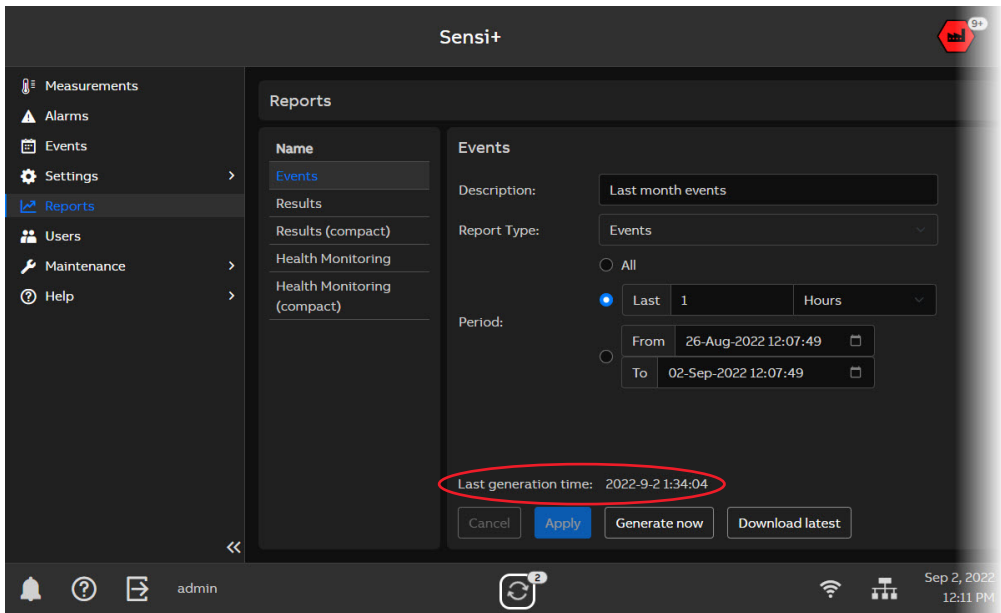 Sensi+
9+
Measurements
Alarms
Events
Settings
Reports
Users
Maintenance
Help
Reports
Name
Events
Results
Results (compact)
Health Monitoring
Health Monitoring
(compact)
Events
Description: Last month events
Report Type: Events
All
Last 1 Hours
Period:
From 26-Aug-2022 12:07:49
To 02-Sep-2022 12:07:49
Last generation time: 2022-9-2 1:34:04
Cancel Apply Generate now Download latest
admin
2
Sep 2, 2022
12:11 PM